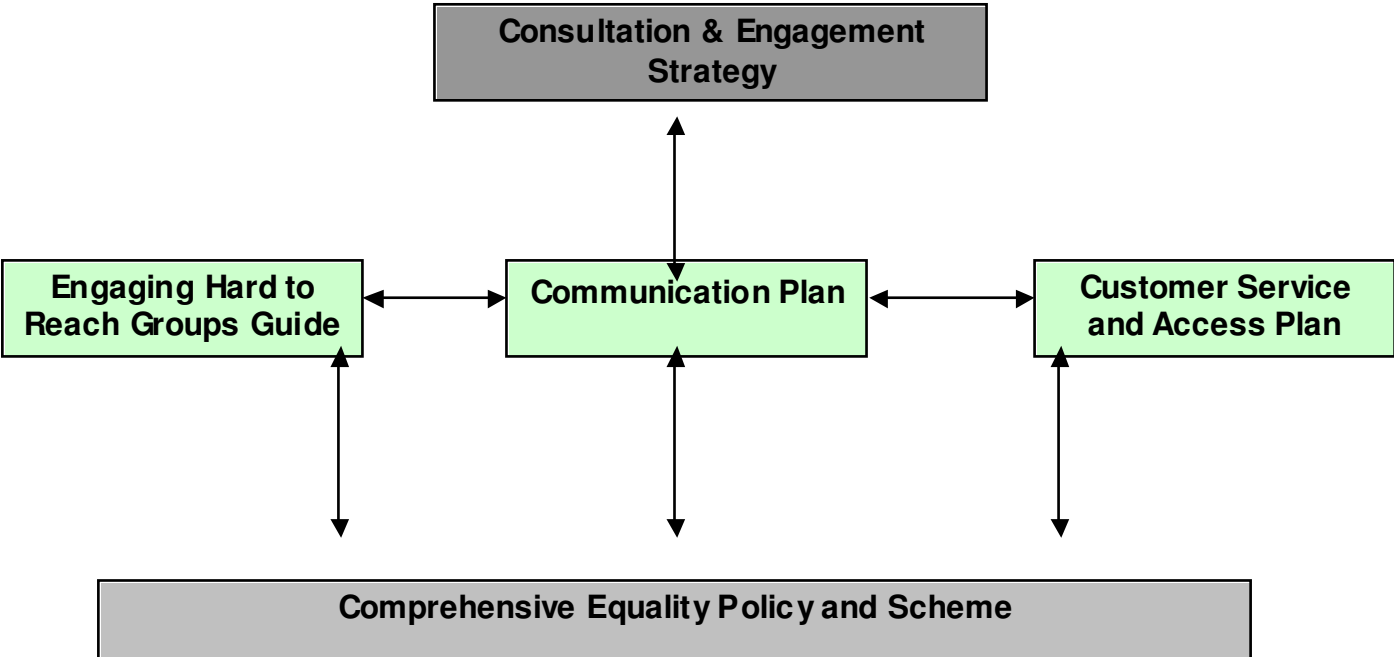 Consultation & Engagement
Strategy
Engaging Hard to
Reach Groups Guide
Communication Plan
Customer Service
and Access Plan
Comprehensive Equality Policy and Scheme